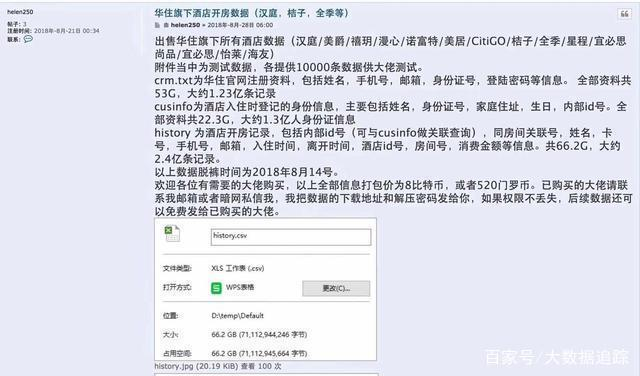 helen250
帖子: 3
注册时间: 2018-8月-21日 00:34
联系:
华住旗下酒店开房数据（汉庭，桔子，全季等）
由 helen250 » 2018-8月-28日 06:00
出售华住旗下所有酒店数据（汉庭/美爵/禧玥/漫心/诺富特/美居/CitiGO/桔子/全季/星程/宜必思
尚品/宜必思/怡莱/海友）
附件当中为测试数据，各提供10000条数据供大佬测试。
crm.txt为华住官网注册资料，包括姓名，手机号，邮箱，身份证号，登陆密码等信息。 全部资料共
53G，大约1.23亿条记录
cusinfo为酒店入住时登记的身份信息，主要包括姓名，身份证号，家庭住址，生日，内部id号。全
部资料共22.3G，大约1.3亿人身份证信息
history 为酒店开房记录，包括内部id号（可与cusinfo做关联查询），同房间关联号，姓名，卡
号，手机号，邮箱，入住时间，离开时间，酒店id号，房间号，消费金额等信息。共66.2G，大约
2.4亿条记录。
以上数据脱裤时间为2018年8月14号。
欢迎各位有需要的大佬购买，以上全部信息打包价为8比特币，或者520门罗币。已购买的大佬请联
系我邮箱或者暗网私信我，我把数据的下载地址和解压密码发给你，如果权限不丢失，后续数据还可
以免费发给已购买的大佬。
history.csv
文件类型: XLS 工作表 (.csv)
打开方式: WPS表格 更改(C)...
位置: D:\temp\Default
大小: 66.2 GB (71,112,944,246 字节)
占用空间: 66.2 GB (71,112,945,664 字节)
history.jpg (20.19 KiB) 查看 100 次
百家号/大数据追踪